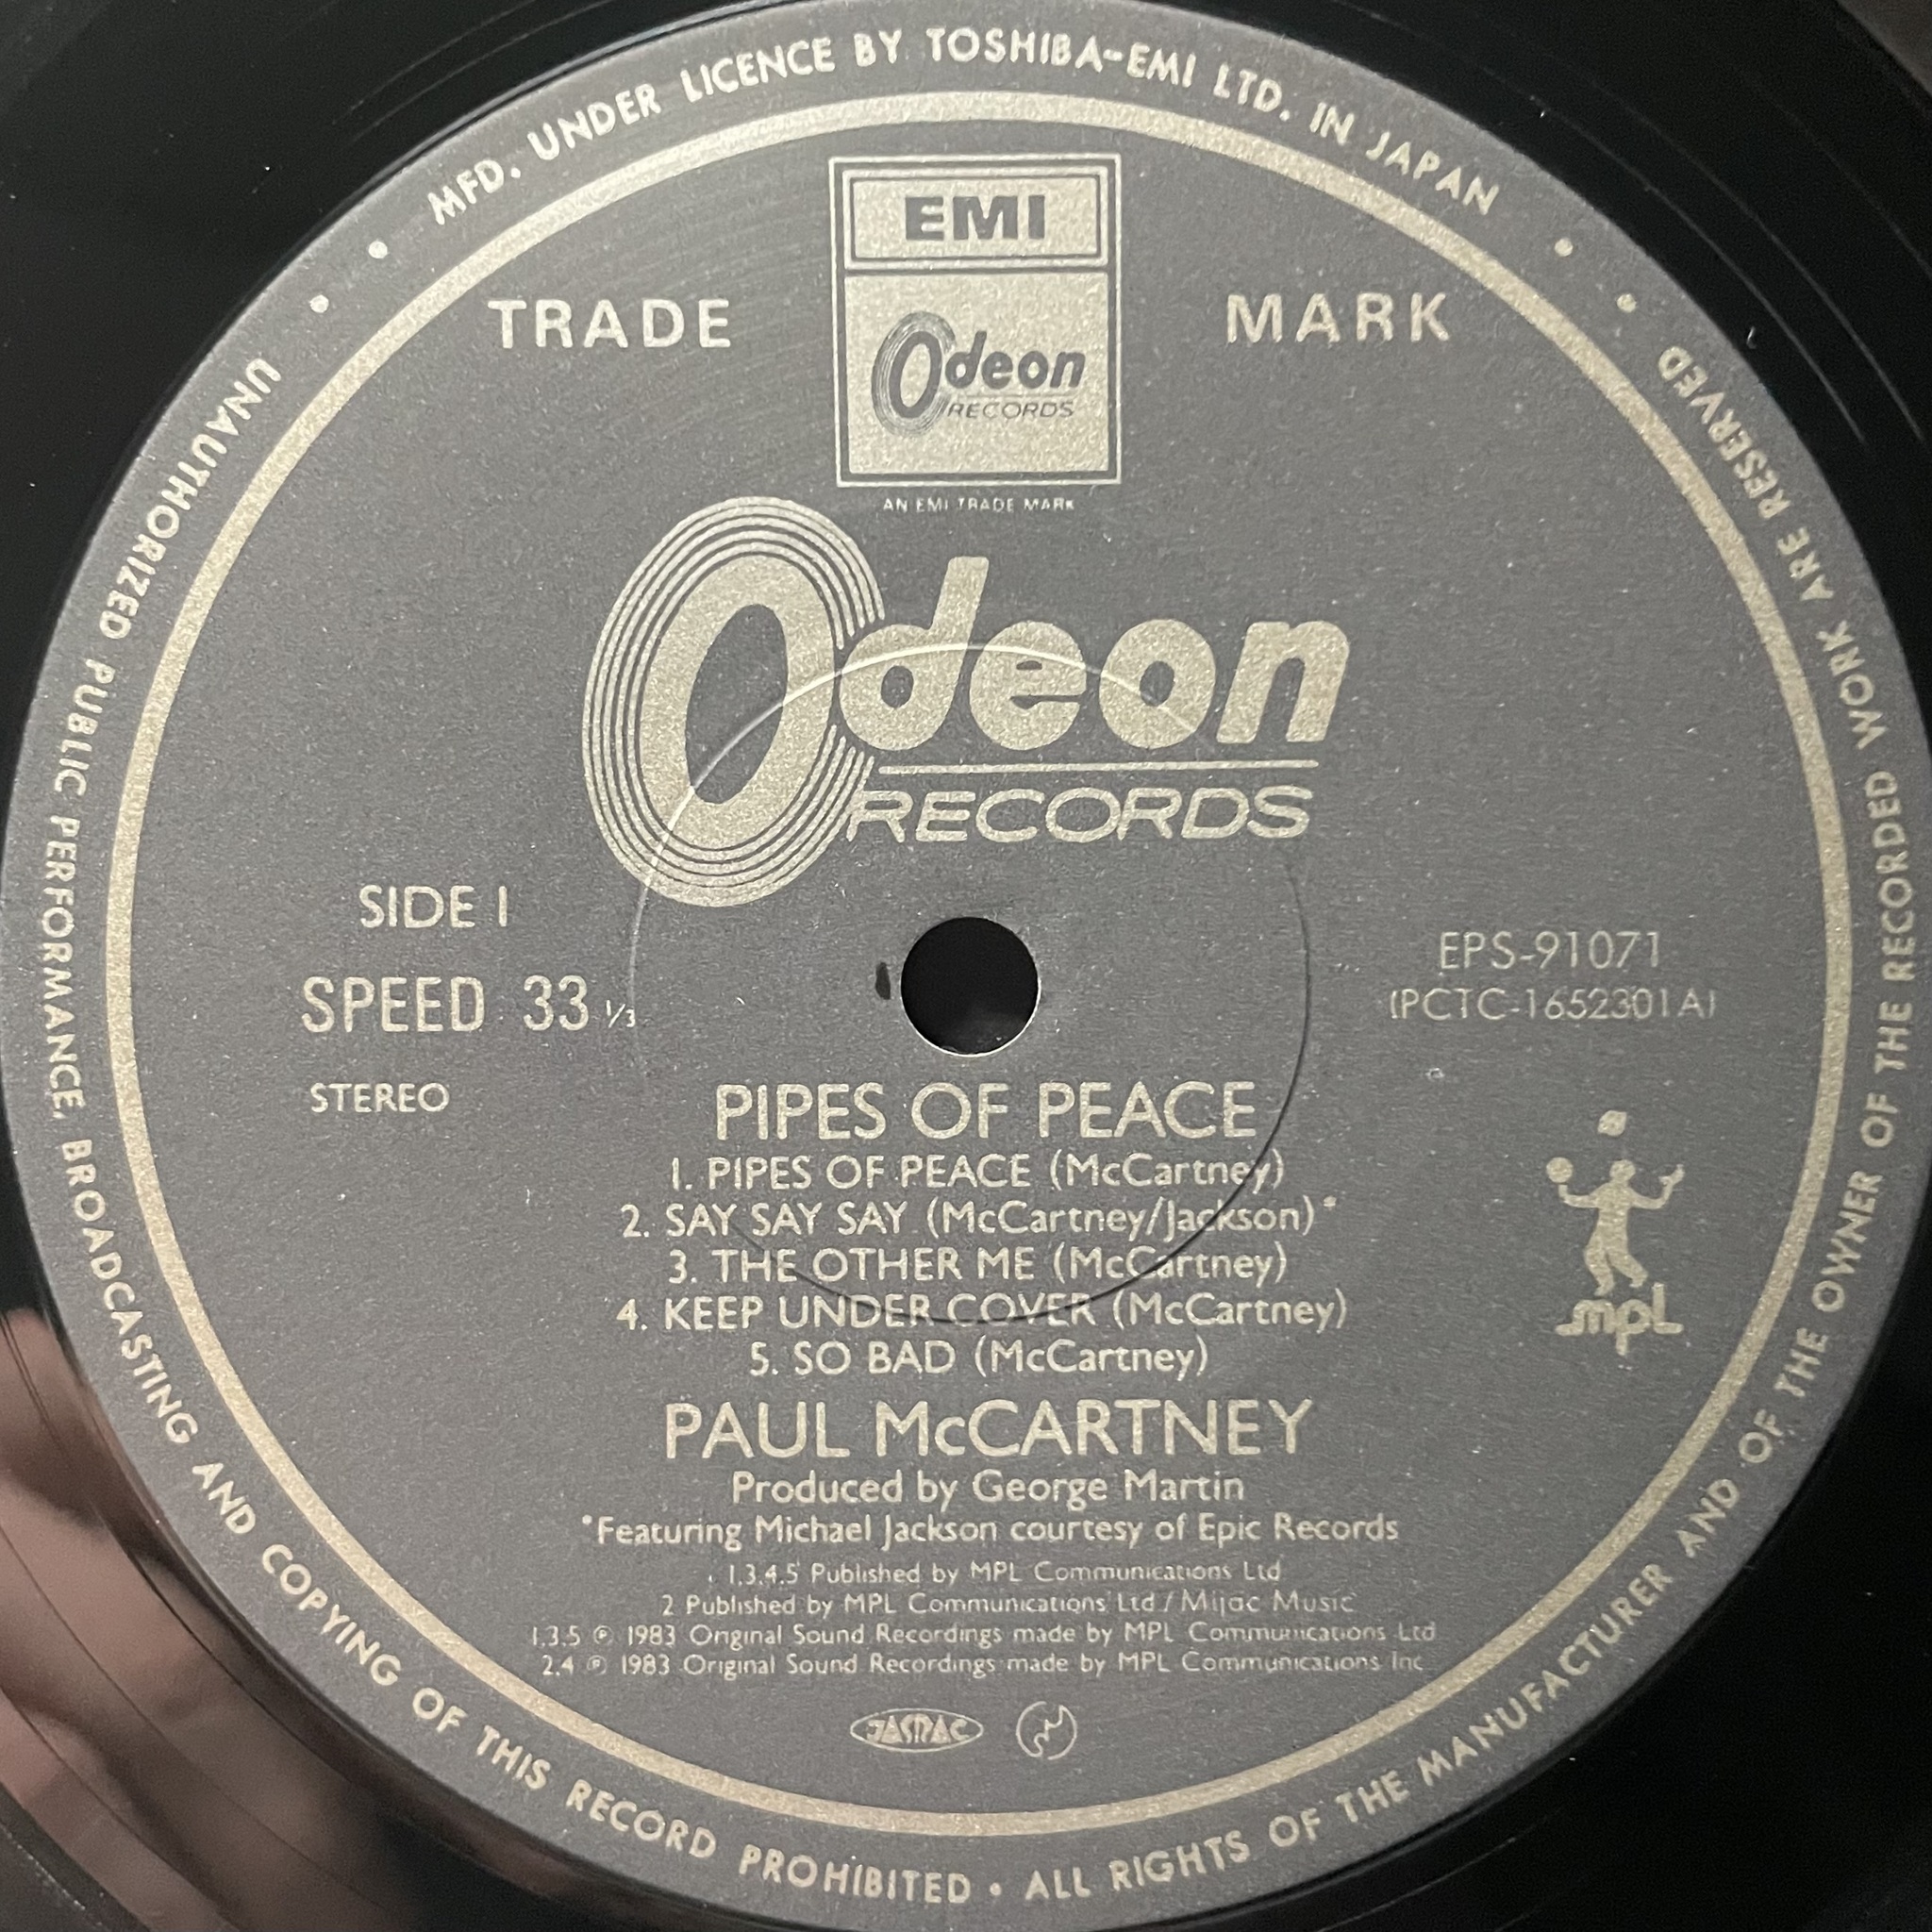 MFD. UNDER LICENCE BY TOSHIBA-EMI LTD. IN JAPAN
EMI
Odeon
RECORDS
TRADE MARK
AN EMI TRADE MARK
Odeon
RECORDS
SIDE 1
SPEED 33 1/3
STEREO
EPS-91071
(PCTC-1652301A)
PIPES OF PEACE
1. PIPES OF PEACE (McCartney)
2. SAY SAY SAY (McCartney/Jackson)*
3. THE OTHER ME (McCartney)
4. KEEP UNDER COVER (McCartney)
5. SO BAD (McCartney)
mpL
PAUL McCARTNEY
Produced by George Martin
*Featuring Michael Jackson courtesy of Epic Records
1.3.4.5 Published by MPL Communications Ltd
2 Published by MPL Communications Ltd / Mijac Music
1.3.5 ℗ 1983 Original Sound Recordings made by MPL Communications Ltd
2.4 ℗ 1983 Original Sound Recordings made by MPL Communications Inc
JASRAC
UNAUTHORIZED PUBLIC PERFORMANCE, BROADCASTING AND COPYING OF THIS RECORD PROHIBITED • ALL RIGHTS OF THE MANUFACTURER AND OF THE OWNER OF THE RECORDED WORK ARE RESERVED